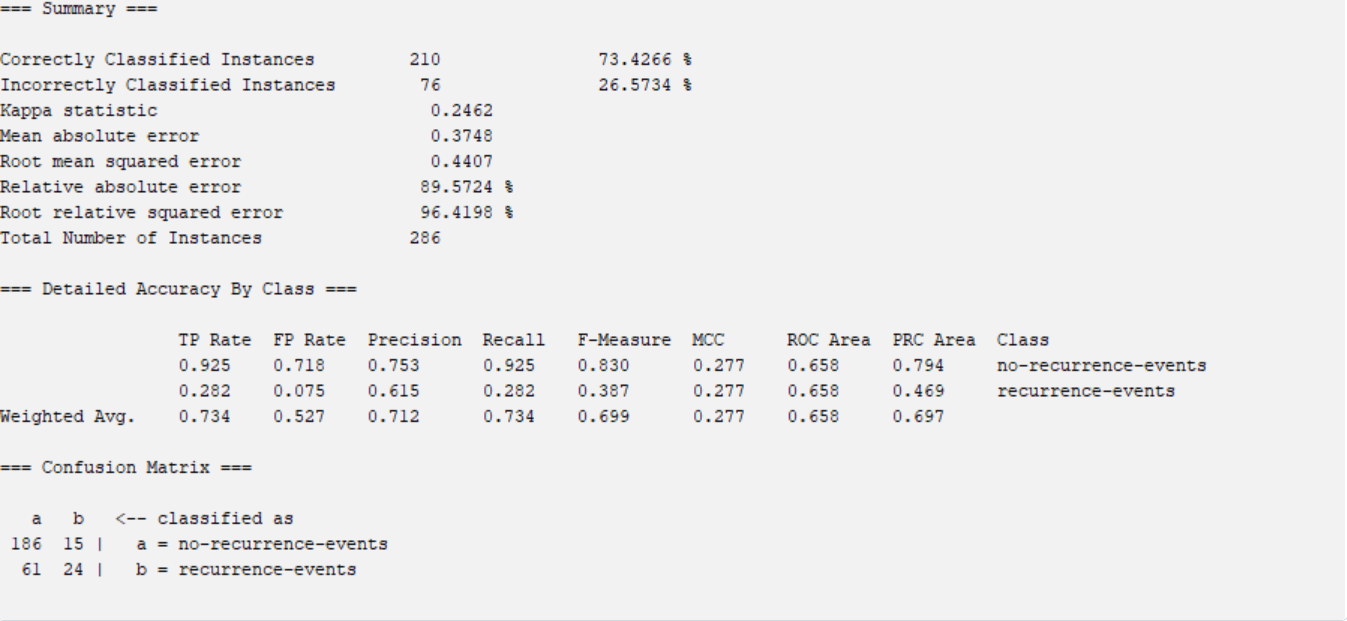 === Summary ===
Correctly Classified Instances 210 73.4266 %
Incorrectly Classified Instances 76 26.5734 %
Kappa statistic 0.2462
Mean absolute error 0.3748
Root mean squared error 0.4407
Relative absolute error 89.5724 %
Root relative squared error 96.4198 %
Total Number of Instances 286
=== Detailed Accuracy By Class ===
TP Rate FP Rate Precision Recall F-Measure MCC ROC Area PRC Area Class
0.925 0.718 0.753 0.925 0.830 0.277 0.658 0.794 no-recurrence-events
0.282 0.075 0.615 0.282 0.387 0.277 0.658 0.469 recurrence-events
Weighted Avg. 0.734 0.527 0.712 0.734 0.699 0.277 0.658 0.697
=== Confusion Matrix ===
a b <-- classified as
186 15 | a = no-recurrence-events
61 24 | b = recurrence-events